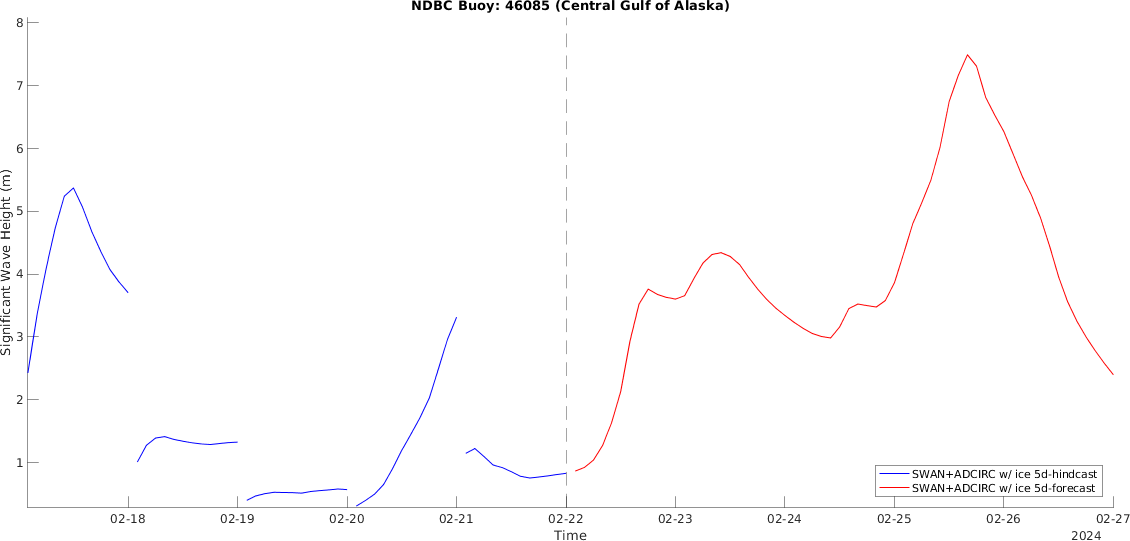 NDBC Buoy: 46085 (Central Gulf of Alaska)
8
7
6
5
4
3
2
1
Significant Wave Height (m)
SWAN+ADCIRC w/ ice 5d-hindcast
SWAN+ADCIRC w/ ice 5d-forecast
02-18 02-19 02-20 02-21 02-22 02-23 02-24 02-25 02-26 02-27
Time
2024